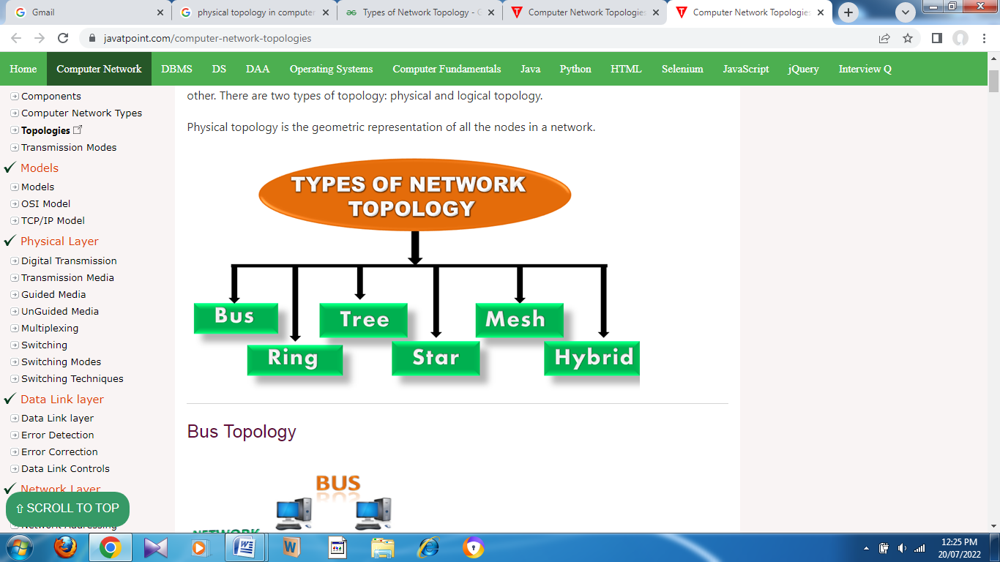 Gmail
physical topology in computer
Types of Network Topology - G
Computer Network Topologies
Computer Network Topologies
javatpoint.com/computer-network-topologies
Home Computer Network DBMS DS DAA Operating Systems Computer Fundamentals Java Python HTML Selenium JavaScript jQuery Interview Q
Components
Computer Network Types
Topologies
Transmission Modes
Models
Models
OSI Model
TCP/IP Model
Physical Layer
Digital Transmission
Transmission Media
Guided Media
UnGuided Media
Multiplexing
Switching
Switching Modes
Switching Techniques
Data Link layer
Data Link layer
Error Detection
Error Correction
Data Link Controls
Network Layer
Network Addressing
⇧ SCROLL TO TOP
other. There are two types of topology: physical and logical topology.
Physical topology is the geometric representation of all the nodes in a network.
TYPES OF NETWORK
TOPOLOGY
Bus
Tree
Mesh
Ring
Star
Hybrid
Bus Topology
BUS
NETWORK
12:25 PM
20/07/2022